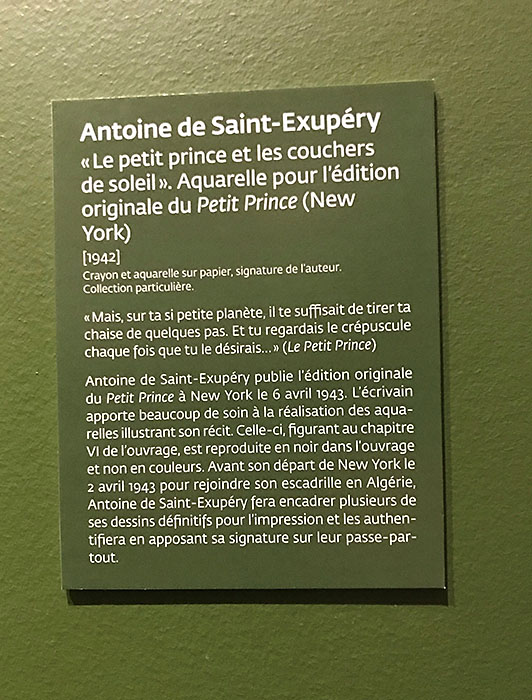 Antoine de Saint-Exupéry
« Le petit prince et les couchers
de soleil ». Aquarelle pour l'édition
originale du Petit Prince (New
York)
[1942]
Crayon et aquarelle sur papier, signature de l'auteur.
Collection particulière.
« Mais, sur ta si petite planète, il te suffisait de tirer ta
chaise de quelques pas. Et tu regardais le crépuscule
chaque fois que tu le désirais... » (Le Petit Prince)
Antoine de Saint-Exupéry publie l'édition originale
du Petit Prince à New York le 6 avril 1943. L'écrivain
apporte beaucoup de soin à la réalisation des aqua-
relles illustrant son récit. Celle-ci, figurant au chapitre
VI de l'ouvrage, est reproduite en noir dans l'ouvrage
et non en couleurs. Avant son départ de New York le
2 avril 1943 pour rejoindre son escadrille en Algérie,
Antoine de Saint-Exupéry fera encadrer plusieurs de
ses dessins définitifs pour l'impression et les authen-
tifiera en apposant sa signature sur leur passe-par-
tout.